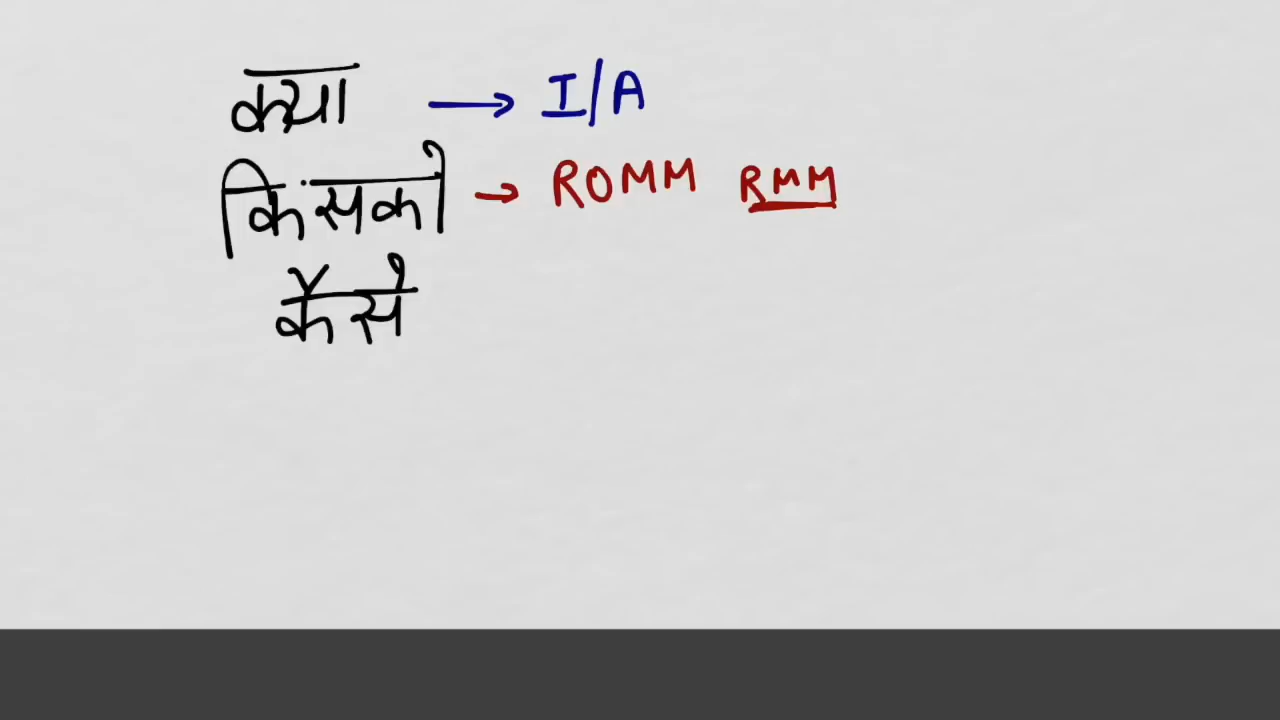 क्या → I/A
किसको → ROMM RMM
कैसे